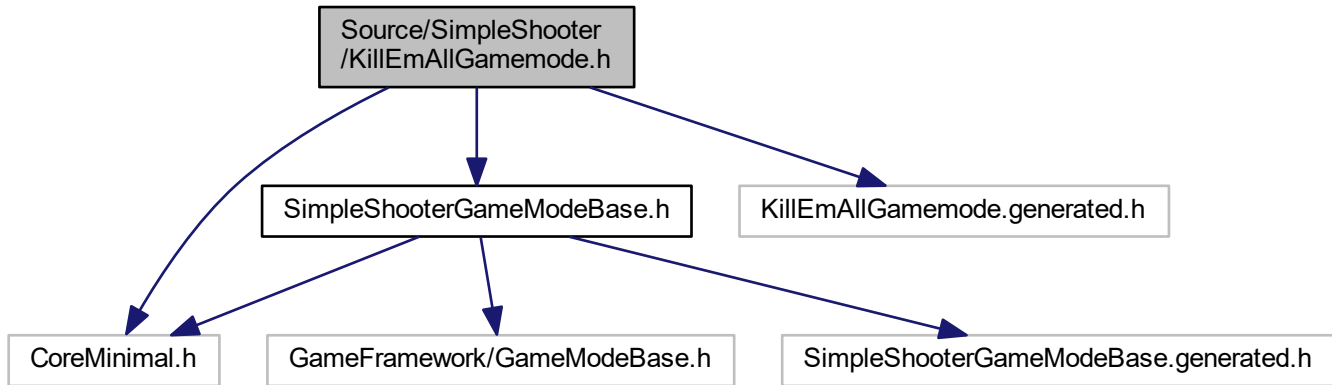 Source/SimpleShooter
/KillEmAllGamemode.h
SimpleShooterGameModeBase.h
KillEmAllGamemode.generated.h
CoreMinimal.h
GameFramework/GameModeBase.h
SimpleShooterGameModeBase.generated.h